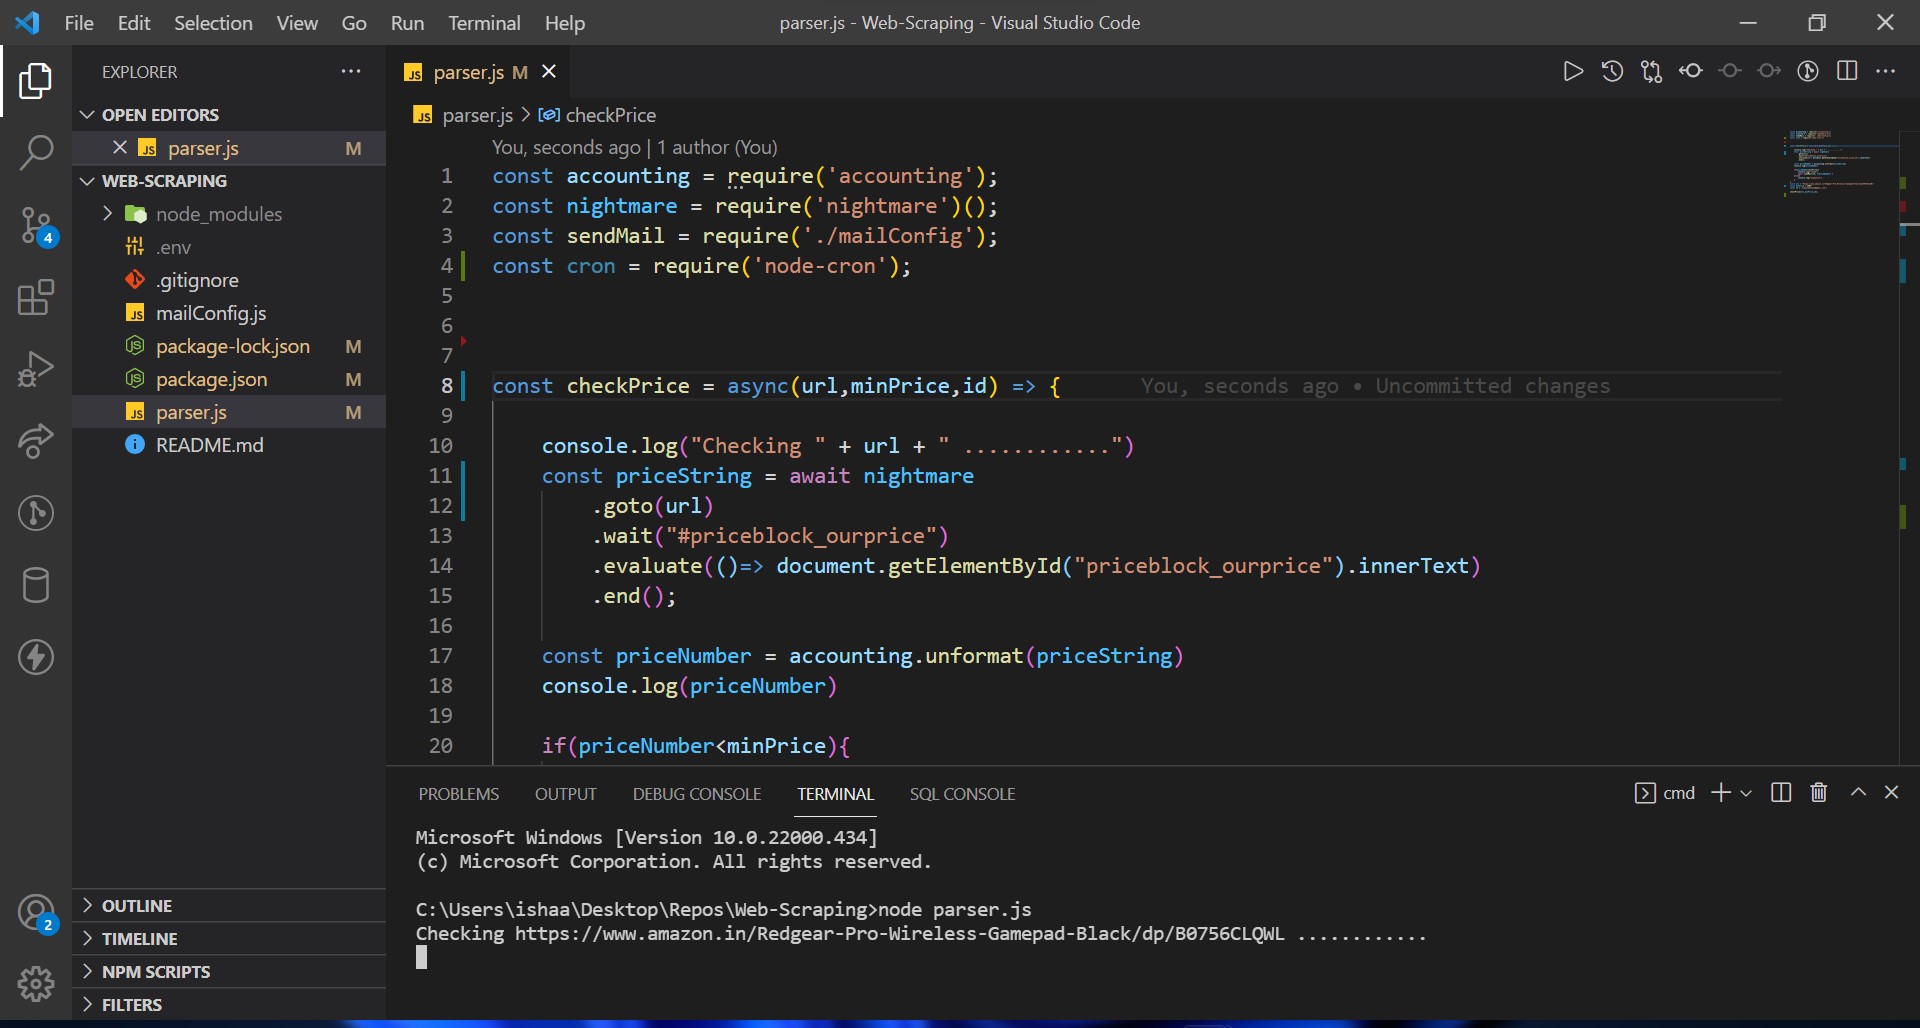 File Edit Selection View Go Run Terminal Help
parser.js - Web-Scraping - Visual Studio Code
EXPLORER
OPEN EDITORS
JS parser.js M
WEB-SCRAPING
node_modules
.env
.gitignore
JS mailConfig.js
JS package-lock.json M
JS package.json M
JS parser.js M
README.md
OUTLINE
TIMELINE
NPM SCRIPTS
FILTERS
4
2
JS parser.js M
JS parser.js > checkPrice
You, seconds ago | 1 author (You)
1 const accounting = require('accounting');
2 const nightmare = require('nightmare')();
3 const sendMail = require('./mailConfig');
4 const cron = require('node-cron');
5
6
7
8 const checkPrice = async(url,minPrice,id) => { You, seconds ago • Uncommitted changes
9
10 console.log("Checking " + url + " ............")
11 const priceString = await nightmare
12 .goto(url)
13 .wait("#priceblock_ourprice")
14 .evaluate(()=> document.getElementById("priceblock_ourprice").innerText)
15 .end();
16
17 const priceNumber = accounting.unformat(priceString)
18 console.log(priceNumber)
19
20 if(priceNumber<minPrice){
PROBLEMS OUTPUT DEBUG CONSOLE TERMINAL SQL CONSOLE
cmd
Microsoft Windows [Version 10.0.22000.434]
(c) Microsoft Corporation. All rights reserved.
C:\Users\ishaa\Desktop\Repos\Web-Scraping>node parser.js
Checking https://www.amazon.in/Redgear-Pro-Wireless-Gamepad-Black/dp/B0756CLQWL ............